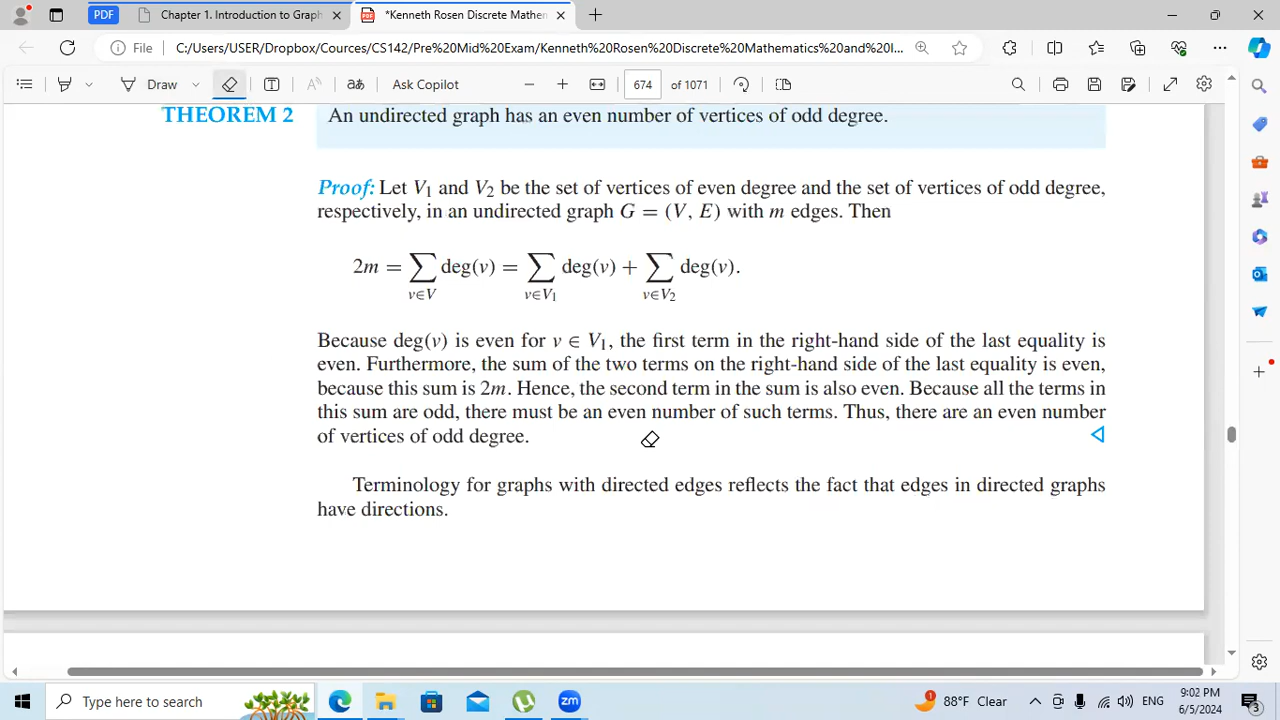 PDF Chapter 1. Introduction to Graph *Kenneth Rosen Discrete Mathem
File C:/Users/USER/Dropbox/Cources/CS142/Pre%20Mid%20Exam/Kenneth%20Rosen%20Discrete%20Mathematics%20and%20I...
Draw Ask Copilot 674 of 1071
THEOREM 2 An undirected graph has an even number of vertices of odd degree.
Proof: Let V1 and V2 be the set of vertices of even degree and the set of vertices of odd degree,
respectively, in an undirected graph G = (V, E) with m edges. Then
2m = ∑ deg(v) = ∑ deg(v) + ∑ deg(v).
v∈V v∈V1 v∈V2
Because deg(v) is even for v ∈ V1, the first term in the right-hand side of the last equality is
even. Furthermore, the sum of the two terms on the right-hand side of the last equality is even,
because this sum is 2m. Hence, the second term in the sum is also even. Because all the terms in
this sum are odd, there must be an even number of such terms. Thus, there are an even number
of vertices of odd degree.
Terminology for graphs with directed edges reflects the fact that edges in directed graphs
have directions.
Type here to search zm 1 88°F Clear ENG 9:02 PM
6/5/2024 3